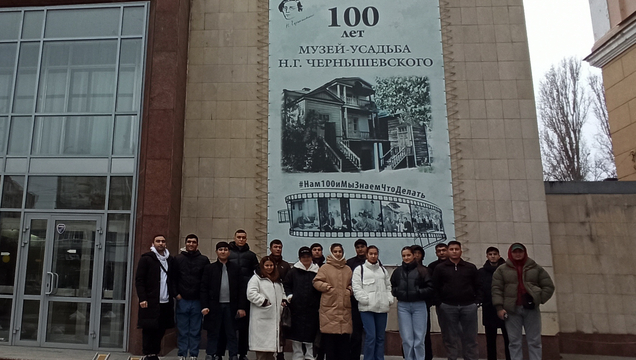 100
лет
МУЗЕЙ-УСАДЬБА
Н.Г. ЧЕРНЫШЕВСКОГО
#Нам100иМыЗнаемЧтоДелать